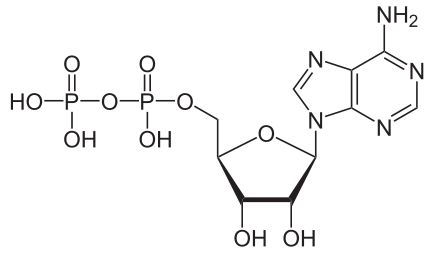 NH2
O O N N
HO P O P O
N N
OH OH O
OH OH